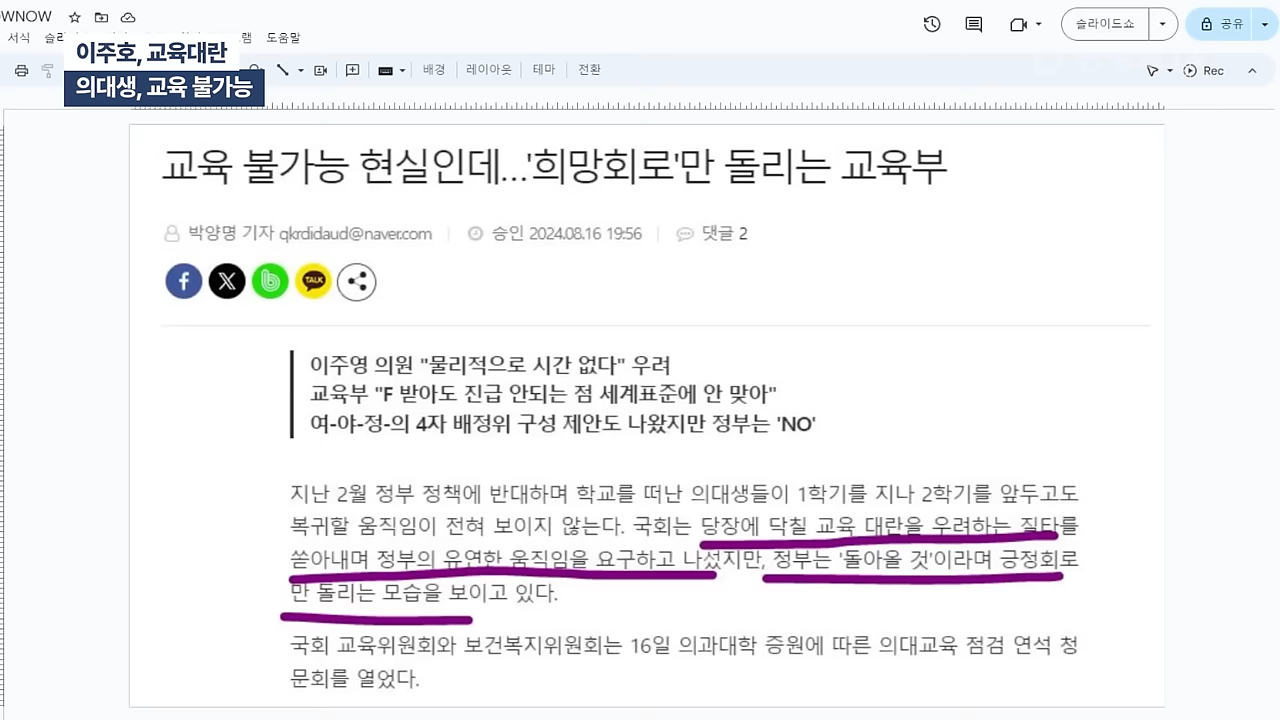 OWNOW
서식
도움말
슬라이드쇼
공유
이주호, 교육대란
의대생, 교육 불가능
배경 레이아웃 테마 전환 Rec
교육 불가능 현실인데...'희망회로'만 돌리는 교육부
박양명 기자 qkrdidaud@naver.com 승인 2024.08.16 19:56 댓글 2
TALK
이주영 의원 "물리적으로 시간 없다" 우려
교육부 "F 받아도 진급 안되는 점 세계표준에 안 맞아"
여-야-정-의 4자 배정위 구성 제안도 나왔지만 정부는 'NO'
지난 2월 정부 정책에 반대하며 학교를 떠난 의대생들이 1학기를 지나 2학기를 앞두고도
복귀할 움직임이 전혀 보이지 않는다. 국회는 당장에 닥칠 교육 대란을 우려하는 질타를
쏟아내며 정부의 유연한 움직임을 요구하고 나섰지만, 정부는 '돌아올 것'이라며 긍정회로
만 돌리는 모습을 보이고 있다.
국회 교육위원회와 보건복지위원회는 16일 의과대학 증원에 따른 의대교육 점검 연석 청
문회를 열었다.